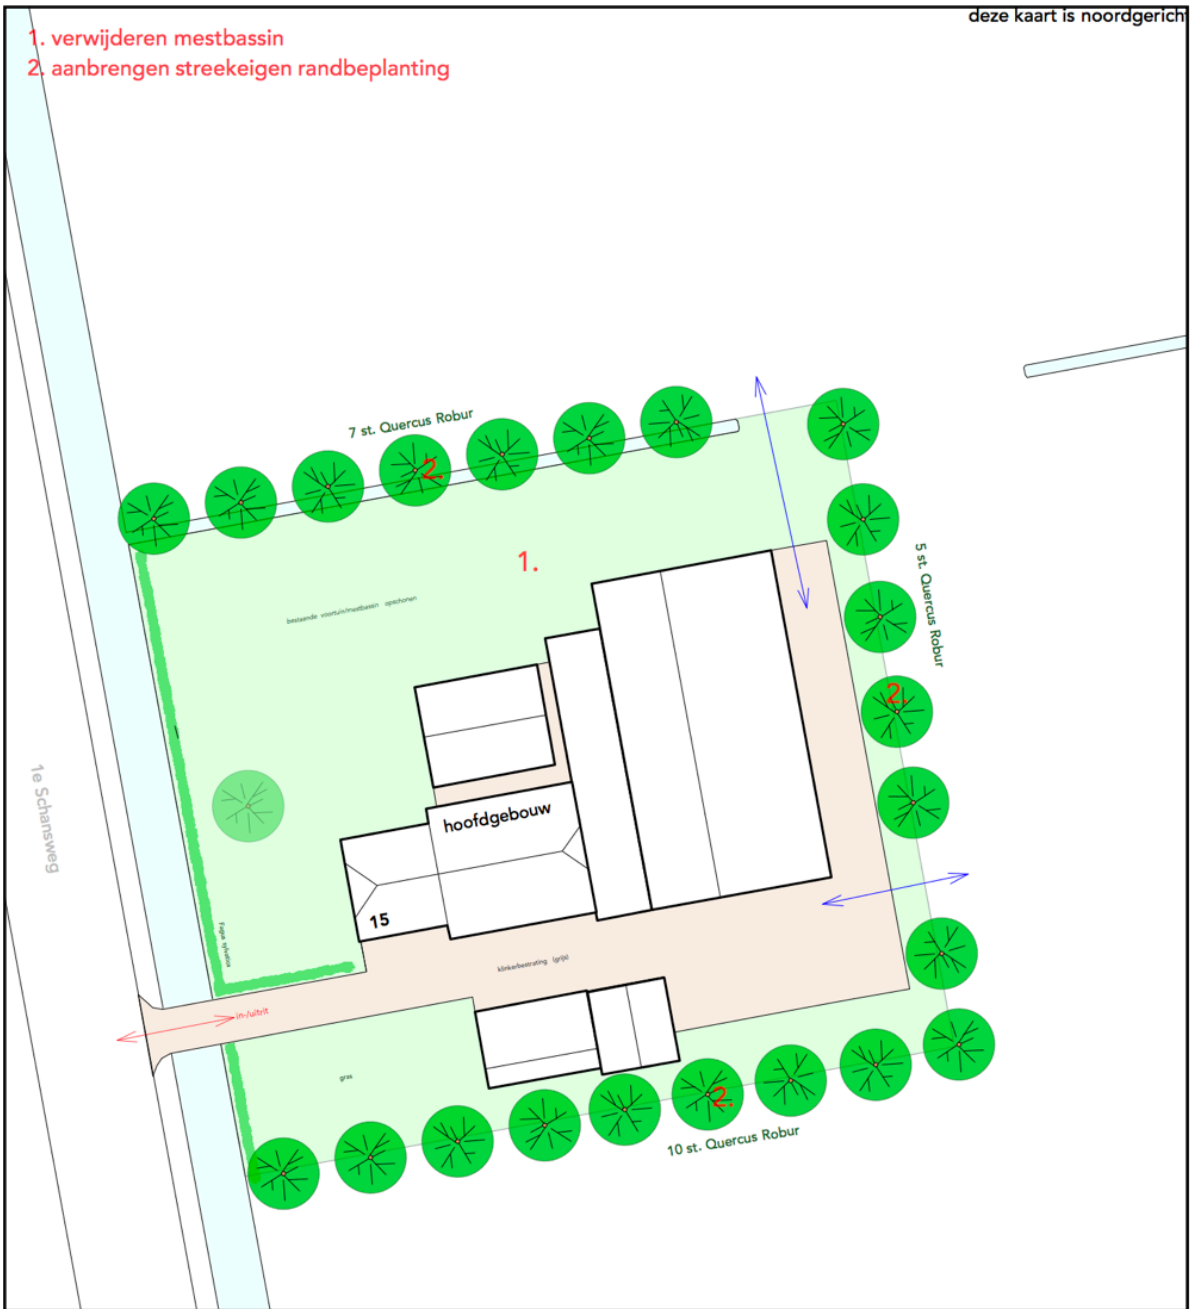 deze kaart is noordgericht
1. verwijderen mestbassin
2. aanbrengen streekeigen randbeplanting
7 st. Quercus Robur
2.
1.
5 st. Quercus Robur
bestaande voortuin/mestbassin opschonen
2.
1e Schansweg
hoofdgebouw
15
Fagus sylvatica
klinkerbestrating (grijs)
in-/uitrit
gras
2.
10 st. Quercus Robur